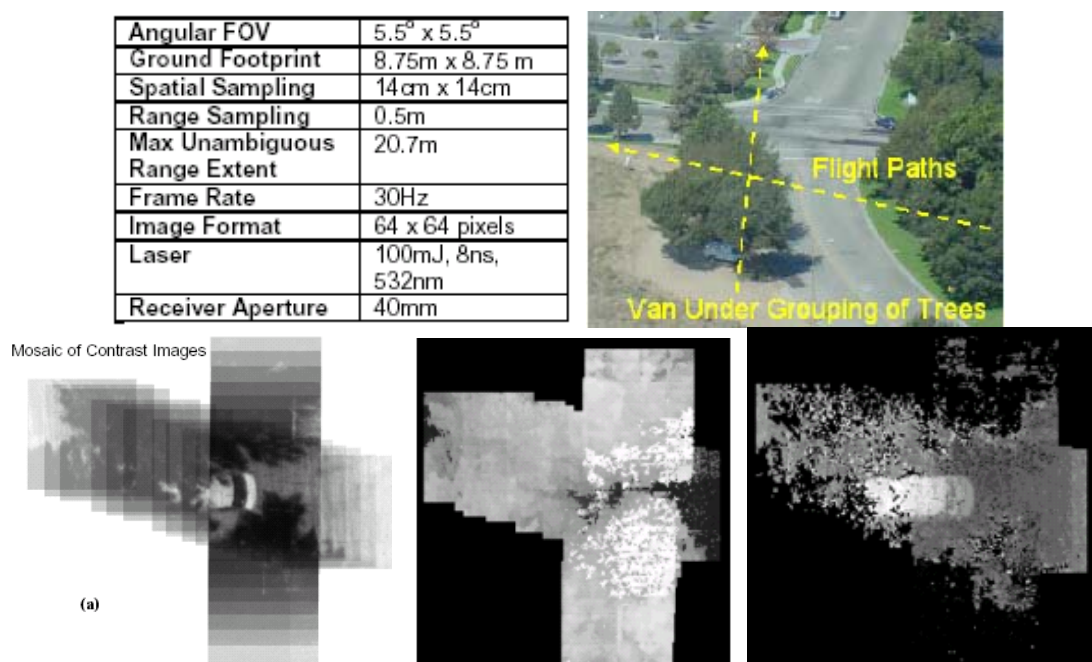 Angular FOV 5.5° x 5.5°
Ground Footprint 8.75m x 8.75 m
Spatial Sampling 14cm x 14cm
Range Sampling 0.5m
Max Unambiguous 20.7m
Range Extent
Frame Rate 30Hz
Image Format 64 x 64 pixels
Laser 100mJ, 8ns,
532nm
Receiver Aperture 40mm
Flight Paths
Van Under Grouping of Trees
Mosaic of Contrast Images
(a)